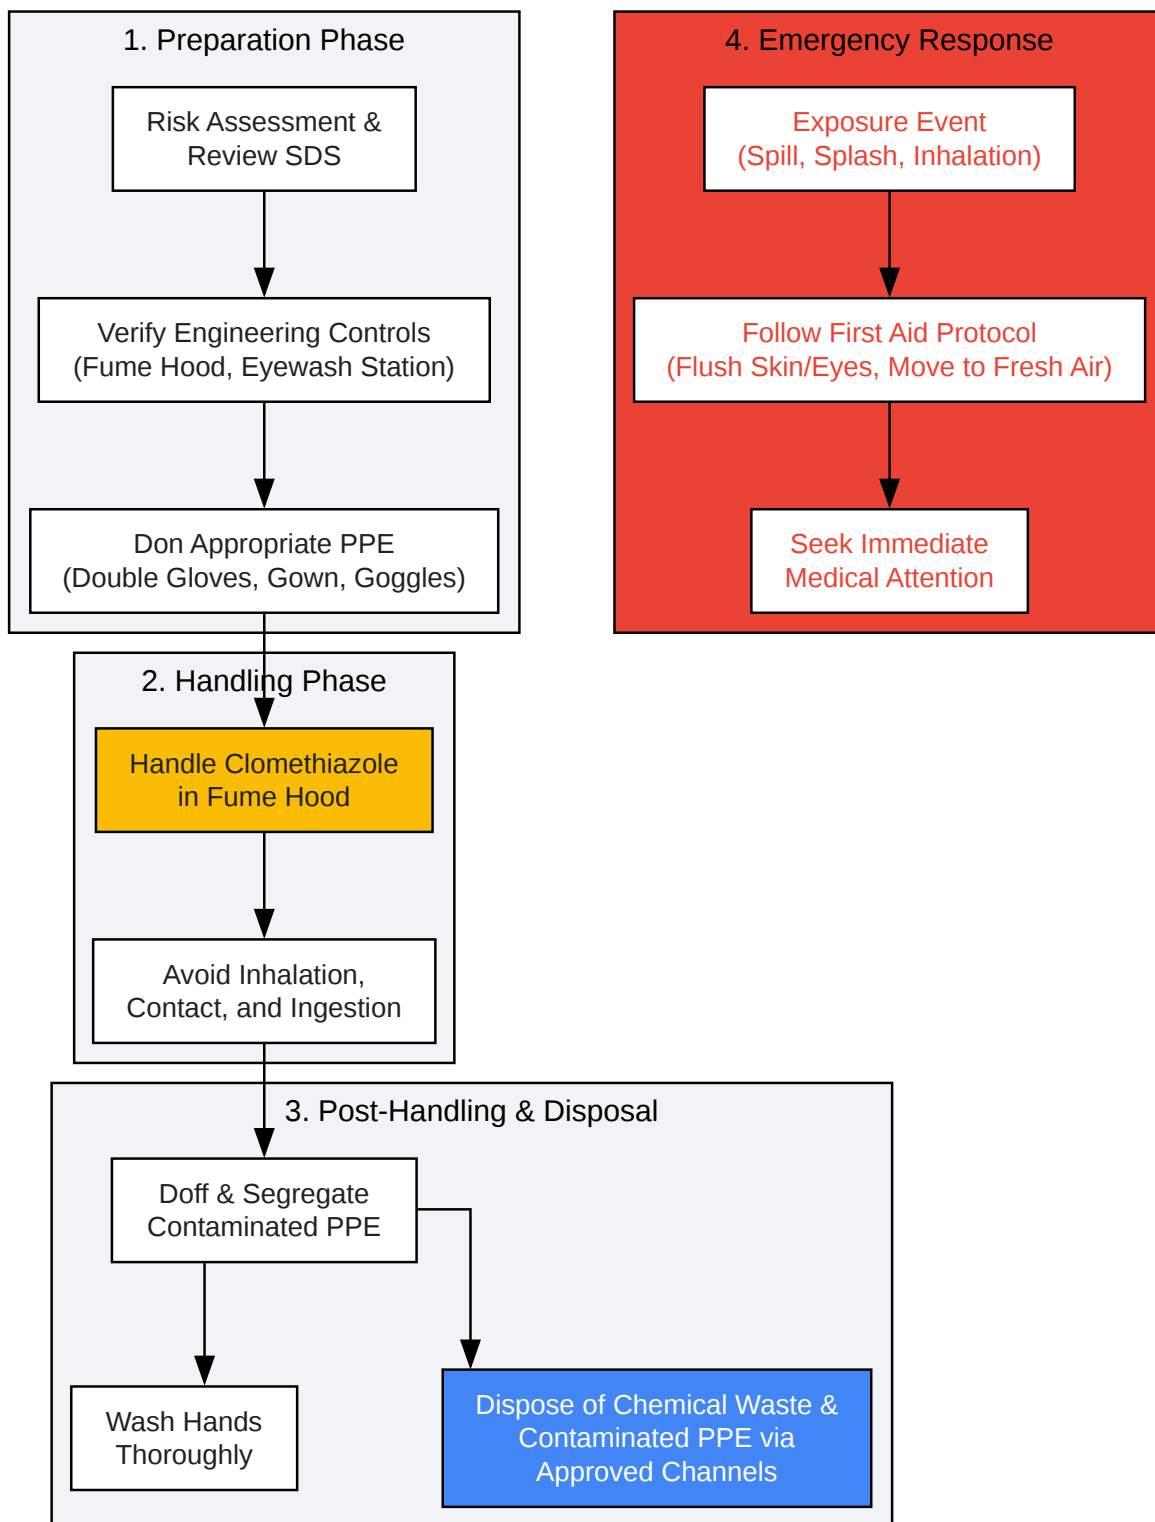 1. Preparation Phase
Risk Assessment &
Review SDS
Verify Engineering Controls
(Fume Hood, Eyewash Station)
Don Appropriate PPE
(Double Gloves, Gown, Goggles)
2. Handling Phase
Handle Clomethiazole
in Fume Hood
Avoid Inhalation,
Contact, and Ingestion
3. Post-Handling & Disposal
Doff & Segregate
Contaminated PPE
Wash Hands
Thoroughly
Dispose of Chemical Waste &
Contaminated PPE via
Approved Channels
4. Emergency Response
Exposure Event
(Spill, Splash, Inhalation)
Follow First Aid Protocol
(Flush Skin/Eyes, Move to Fresh Air)
Seek Immediate
Medical Attention